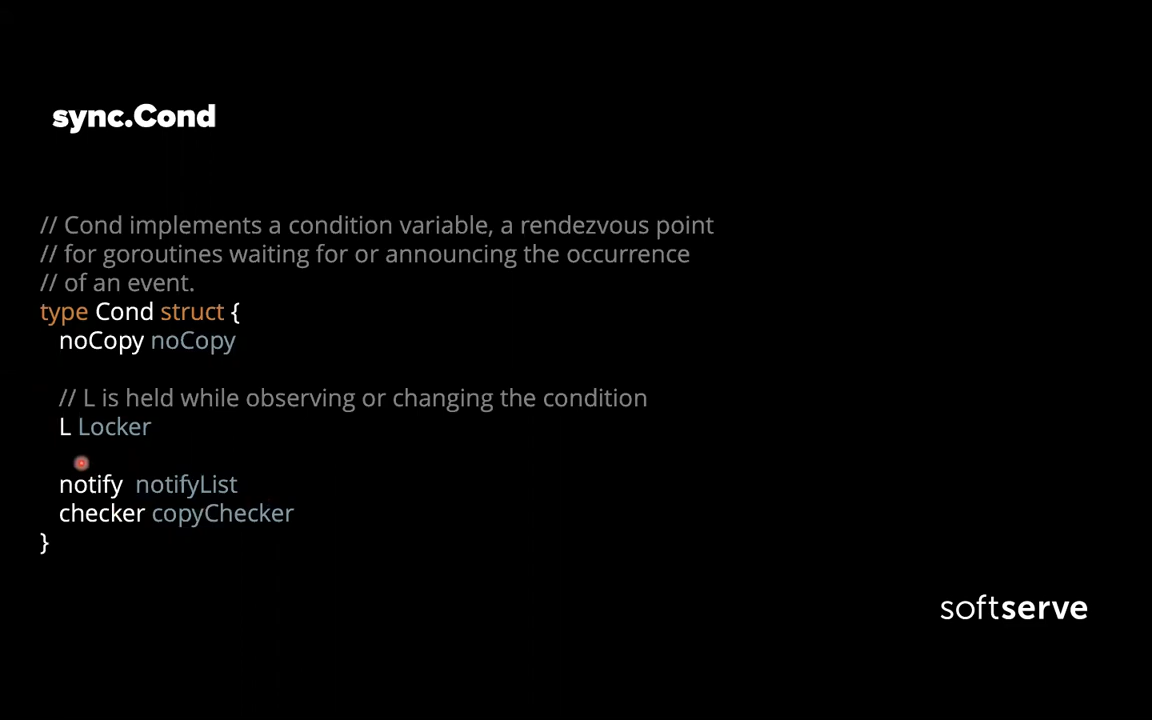 sync.Cond
// Cond implements a condition variable, a rendezvous point
// for goroutines waiting for or announcing the occurrence
// of an event.
type Cond struct {
noCopy noCopy
// L is held while observing or changing the condition
L Locker
notify notifyList
checker copyChecker
}
softserve